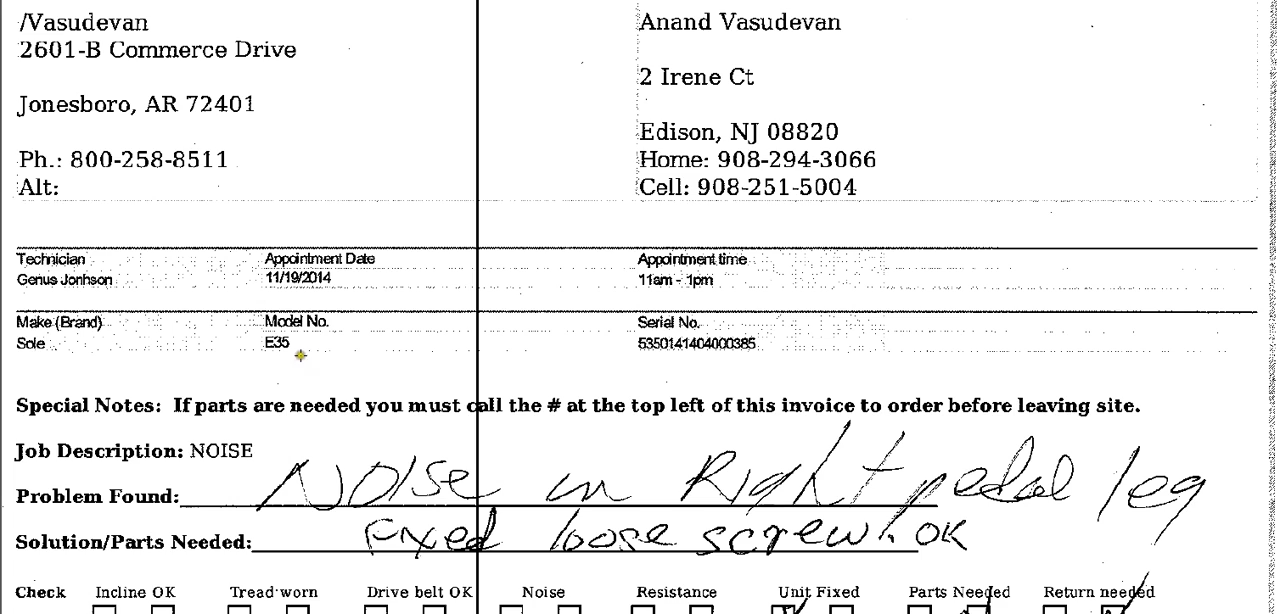 /Vasudevan
2601-B Commerce Drive
Jonesboro, AR 72401
Ph.: 800-258-8511
Alt:
Anand Vasudevan
2 Irene Ct
Edison, NJ 08820
Home: 908-294-3066
Cell: 908-251-5004
Technician Appointment Date Appointment time
Genus Jonhson 11/19/2014 11am - 1pm
Make (Brand) Model No. Serial No.
Sole E35 535014140400385
Special Notes: If parts are needed you must call the # at the top left of this invoice to order before leaving site.
Job Description: NOISE
Problem Found: Noise in Right pedal leg
Solution/Parts Needed: Fixed loose screw. OK
Check Incline OK Tread worn Drive belt OK Noise Resistance Unit Fixed Parts Needed Return needed